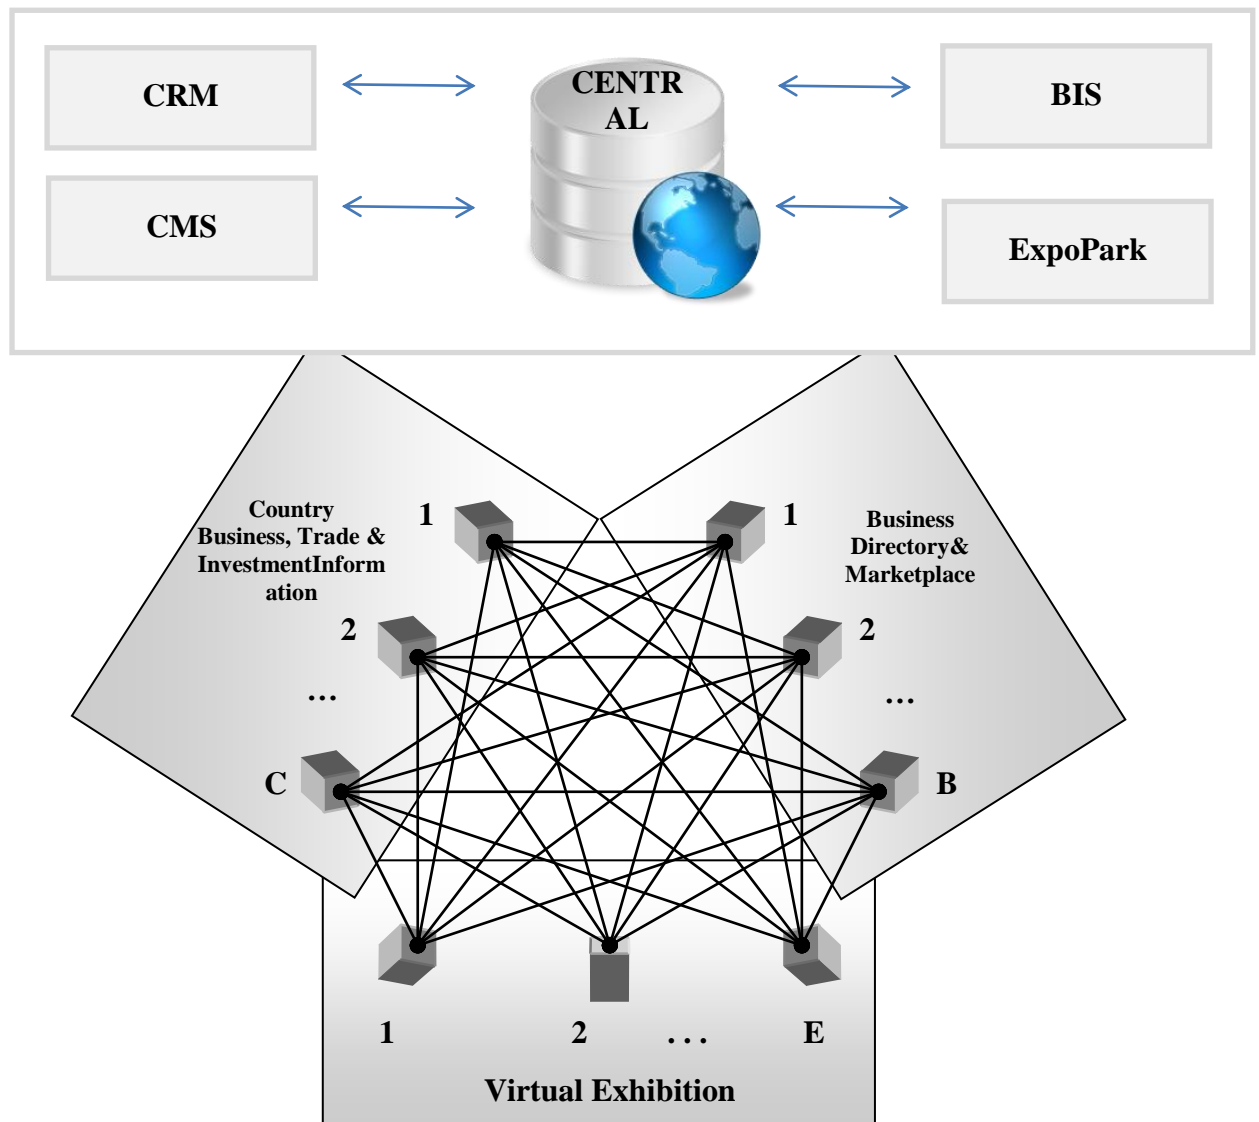 CRM
CENTR
AL
BIS
CMS
ExpoPark
Country
Business, Trade &
InvestmentInform
ation
1
1
Business
Directory&
Marketplace
2
2
...
...
C
B
1
2
...
E
Virtual Exhibition